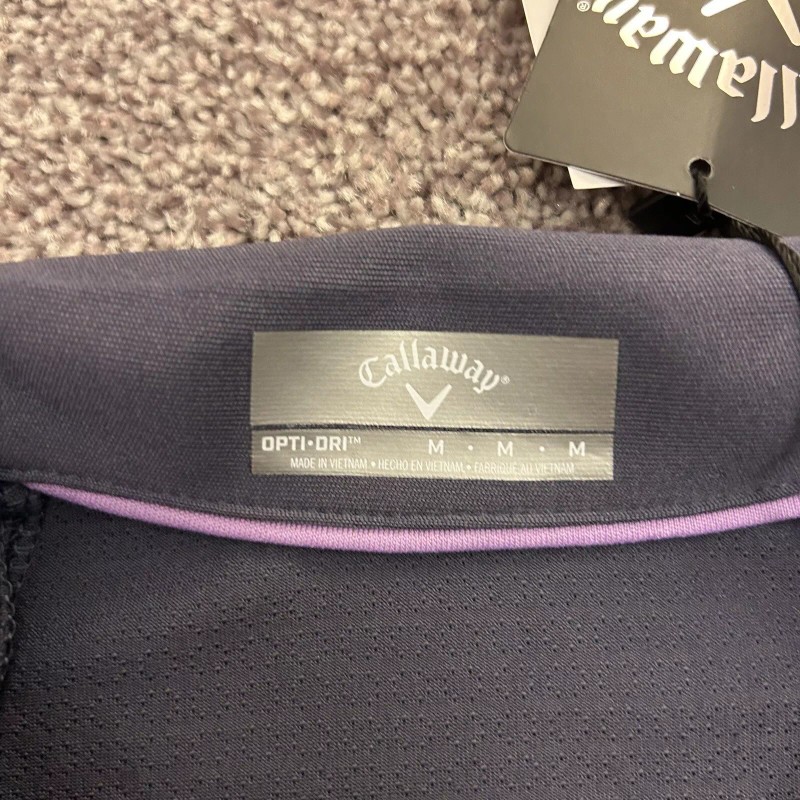 Callaway®
Callaway®
OPTI•DRI™ M • M • M
MADE IN VIETNAM • HECHO EN VIETNAM • FABRIQUÉ AU VIETNAM